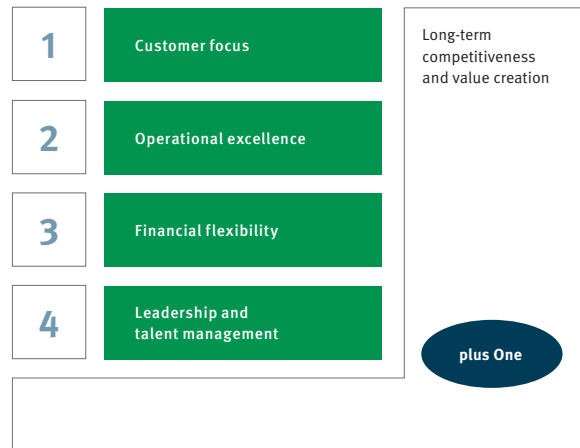 1
Customer focus
2
Operational excellence
3
Financial flexibility
4
Leadership and
talent management
Long-term
competitiveness
and value creation
plus One